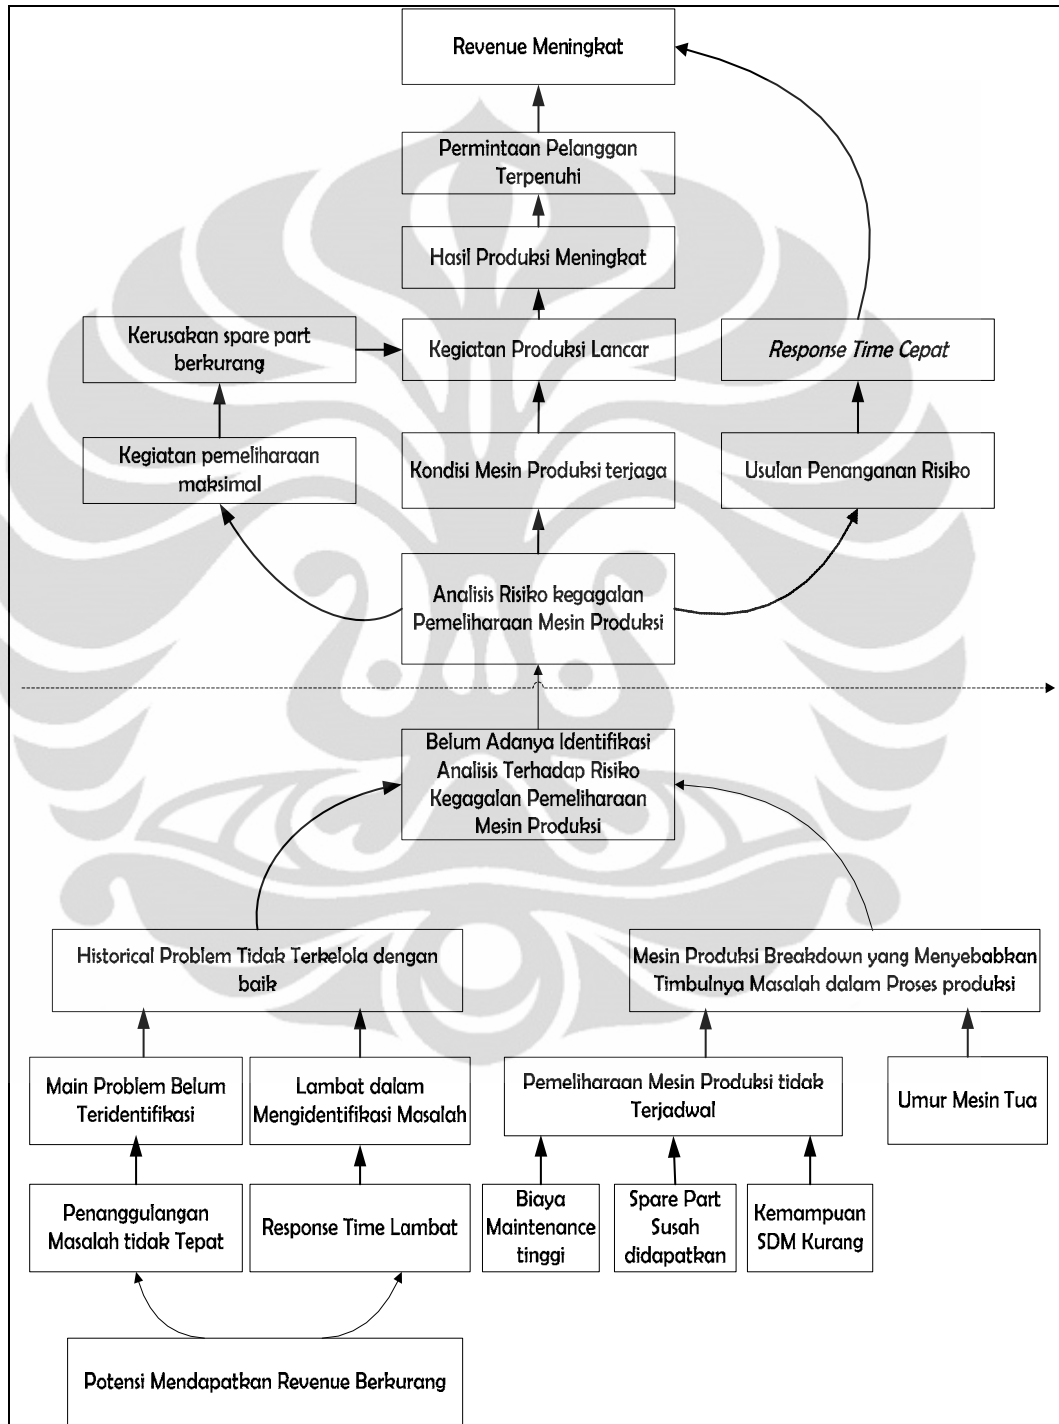 Revenue Meningkat
Permintaan Pelanggan
Terpenuhi
Hasil Produksi Meningkat
Kerusakan spare part
berkurang
Kegiatan Produksi Lancar
Response Time Cepat
Kegiatan pemeliharaan
maksimal
Kondisi Mesin Produksi terjaga
Usulan Penanganan Risiko
Analisis Risiko kegagalan
Pemeliharaan Mesin Produksi
Belum Adanya Identifikasi
Analisis Terhadap Risiko
Kegagalan Pemeliharaan
Mesin Produksi
Historical Problem Tidak Terkelola dengan
baik
Mesin Produksi Breakdown yang Menyebabkan
Timbulnya Masalah dalam Proses produksi
Main Problem Belum
Teridentifikasi
Lambat dalam
Mengidentifikasi Masalah
Pemeliharaan Mesin Produksi tidak
Terjadwal
Umur Mesin Tua
Penanggulangan
Masalah tidak Tepat
Response Time Lambat
Biaya
Maintenance
tinggi
Spare Part
Susah
didapatkan
Kemampuan
SDM Kurang
Potensi Mendapatkan Revenue Berkurang